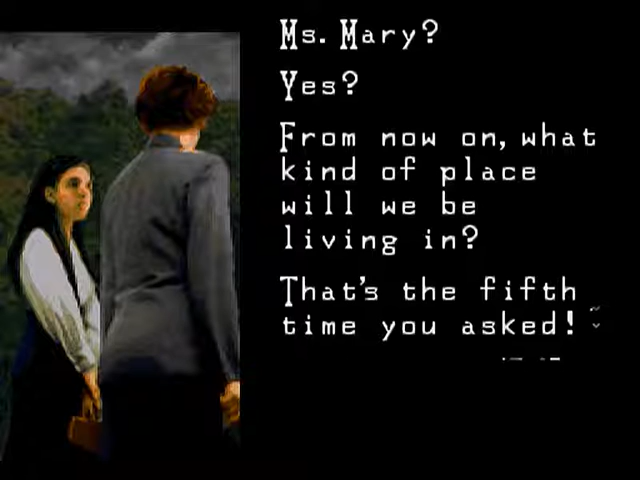 Ms. Mary?
Yes?
From now on, what
kind of place
will we be
living in?
That's the fifth
time you asked!